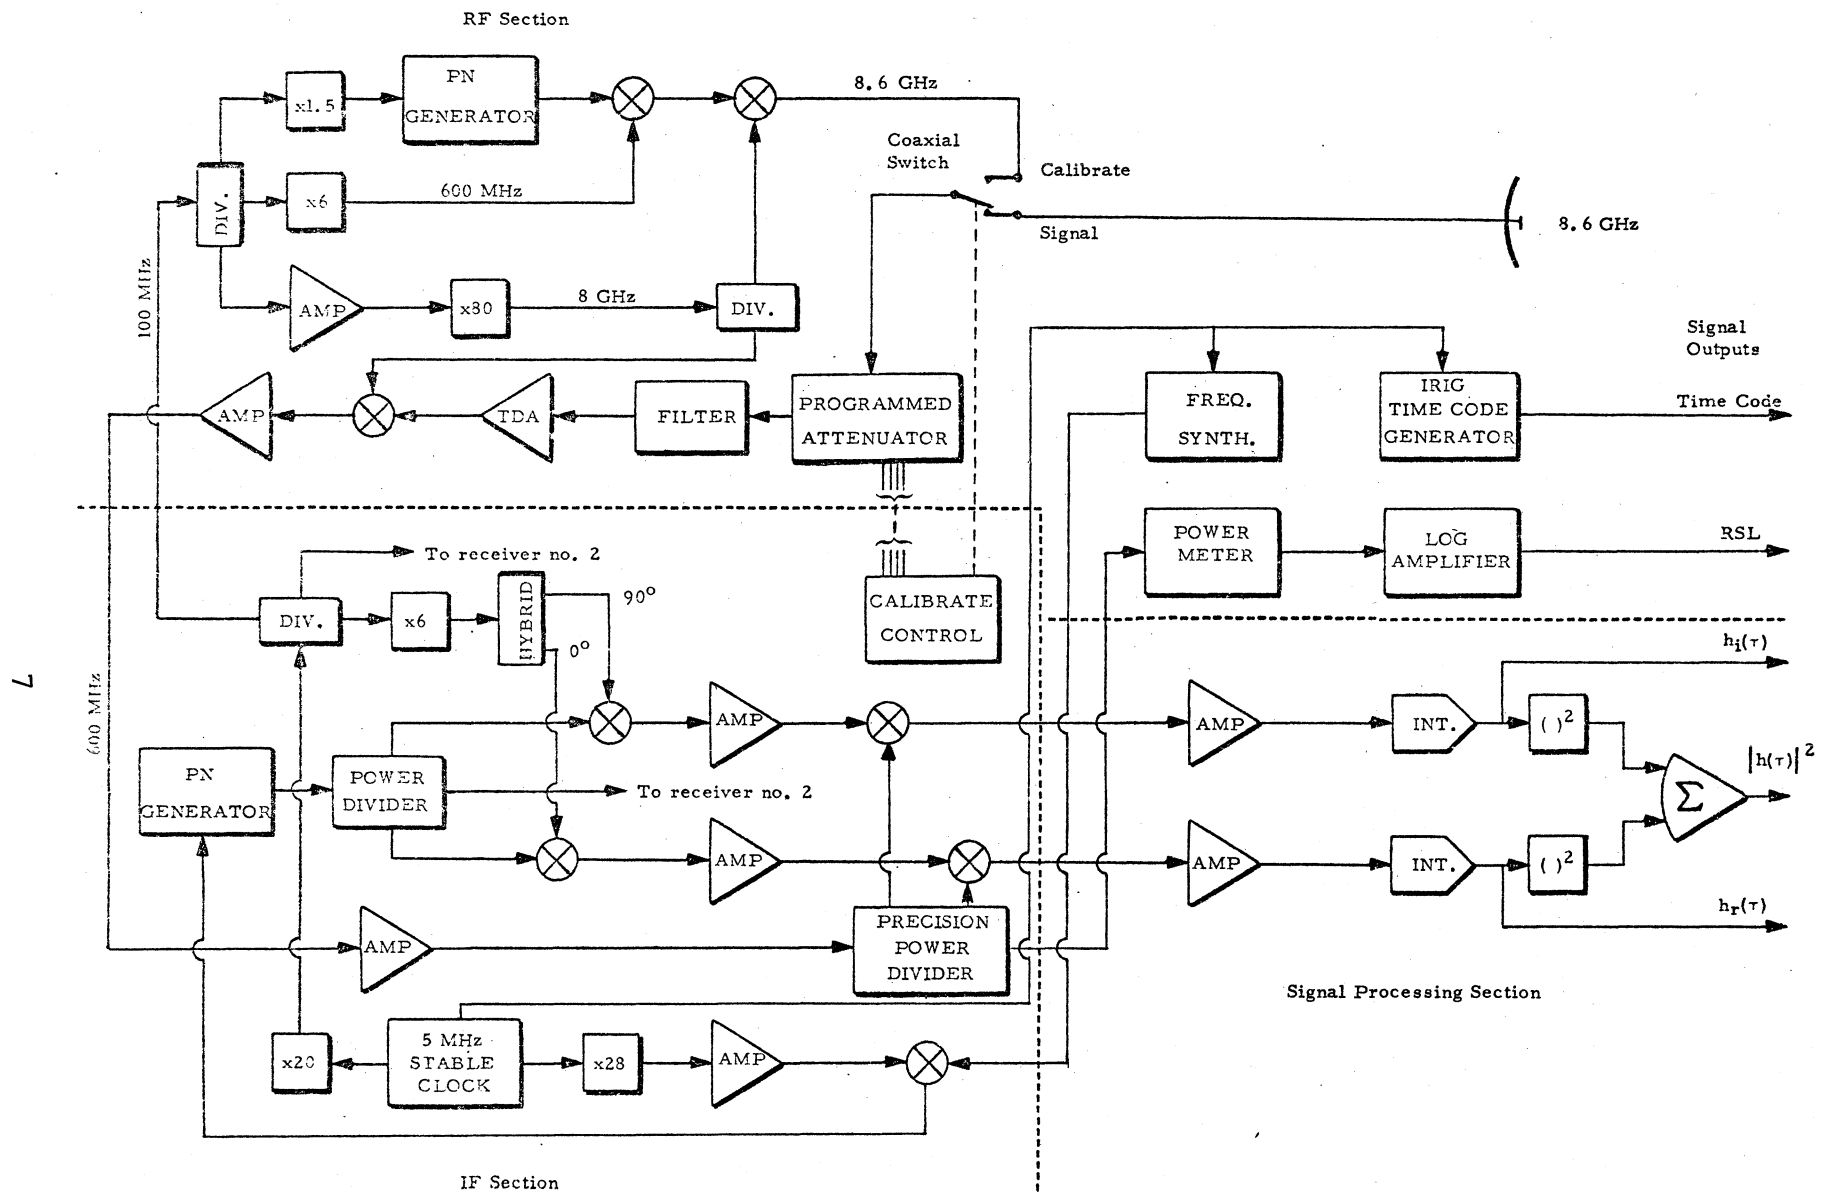 RF Section
x1.5
PN
GENERATOR
8.6 GHz
Coaxial
Switch
Calibrate
DIV.
x6
600 MHz
Signal
8.6 GHz
100 MHz
AMP
x80
8 GHz
DIV.
AMP
TDA
FILTER
PROGRAMMED
ATTENUATOR
FREQ.
SYNTH.
IRIG
TIME CODE
GENERATOR
Signal
Outputs
Time Code
To receiver no. 2
DIV.
x6
HYBRID
90°
0°
CALIBRATE
CONTROL
POWER
METER
LOG
AMPLIFIER
RSL
7
600 MHz
PN
GENERATOR
POWER
DIVIDER
To receiver no. 2
AMP
AMP
AMP
INT.
( )²
hᵢ(τ)
Σ
|h(τ)|²
AMP
INT.
( )²
hᵣ(τ)
AMP
PRECISION
POWER
DIVIDER
Signal Processing Section
x20
5 MHz
STABLE
CLOCK
x28
AMP
IF Section